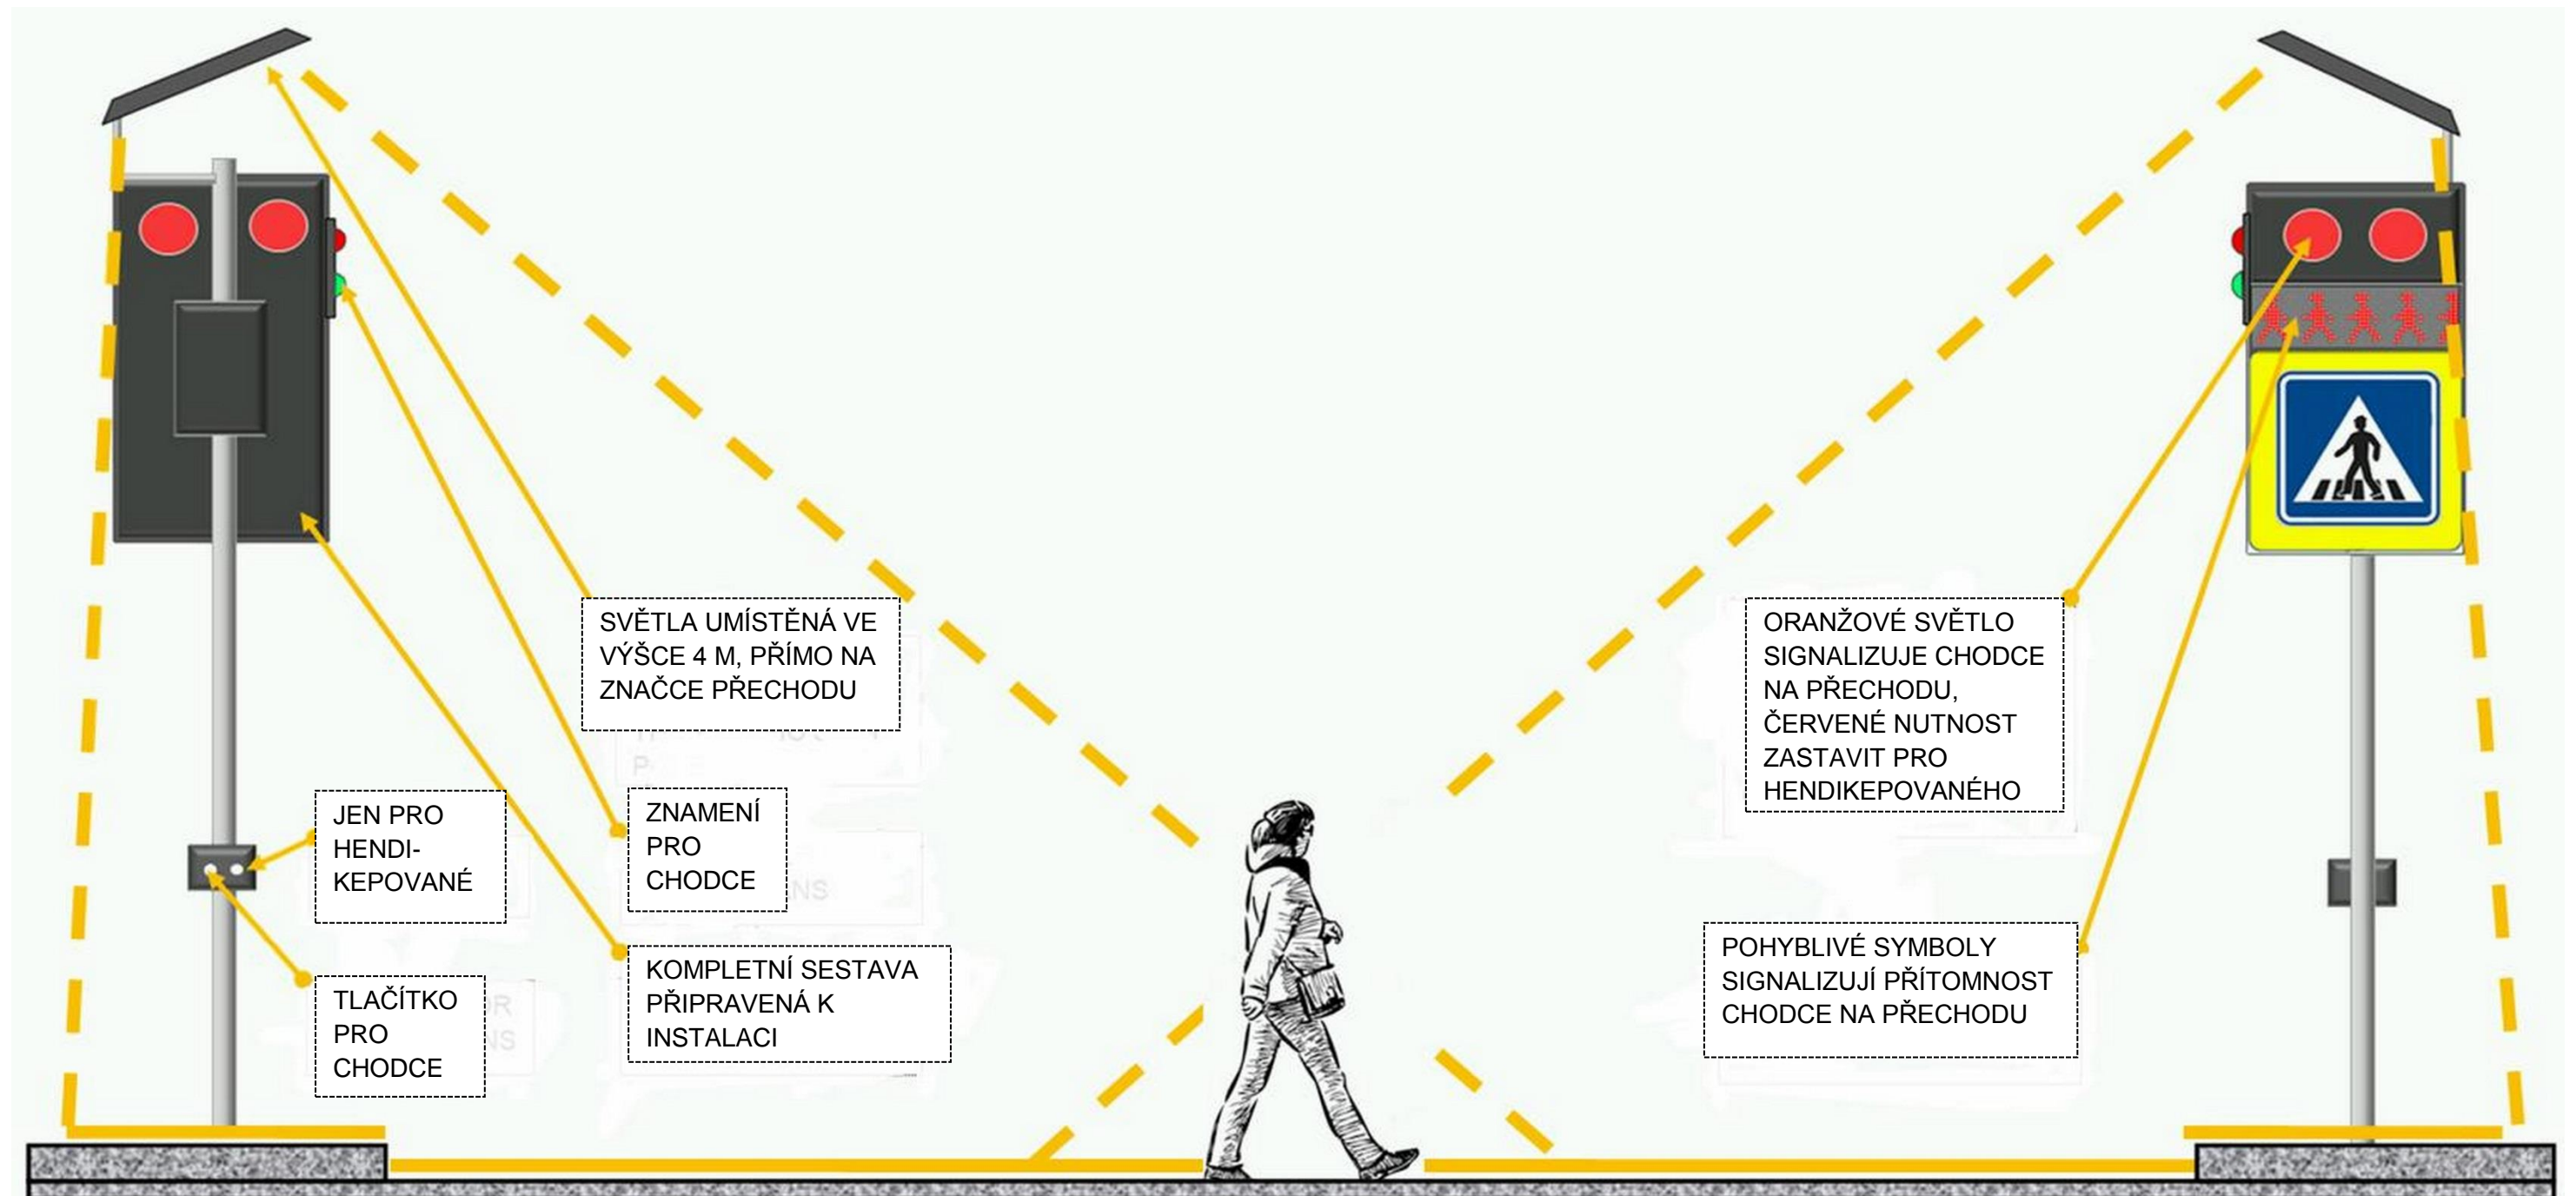 SVĚTLA UMÍSTĚNÁ VE
VÝŠCE 4 M, PŘÍMO NA
ZNAČCE PŘECHODU
ORANŽOVÉ SVĚTLO
SIGNALIZUJE CHODCE
NA PŘECHODU,
ČERVENÉ NUTNOST
ZASTAVIT PRO
HENDIKEPOVANÉHO
JEN PRO
HENDI-
KEPOVANÉ
ZNAMENÍ
PRO
CHODCE
TLAČÍTKO
PRO
CHODCE
KOMPLETNÍ SESTAVA
PŘIPRAVENÁ K
INSTALACI
POHYBLIVÉ SYMBOLY
SIGNALIZUJÍ PŘÍTOMNOST
CHODCE NA PŘECHODU